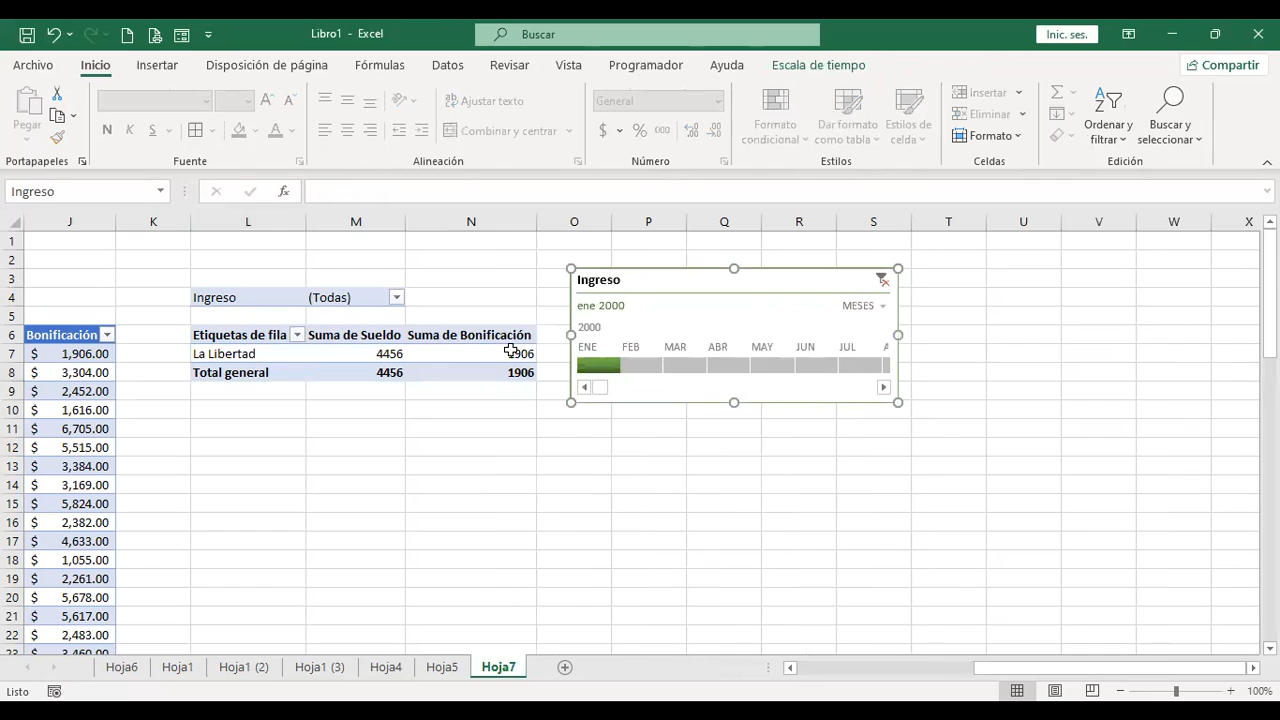 Libro1 - Excel
Buscar
Inic. ses.
Archivo Inicio Insertar Disposición de página Fórmulas Datos Revisar Vista Programador Ayuda Escala de tiempo Compartir
Pegar
N K S A
Ajustar texto
Combinar y centrar
General
$ % 000
Formato condicional
Dar formato como tabla
Estilos de celda
Insertar
Eliminar
Formato
Ordenar y filtrar
Buscar y seleccionar
Portapapeles Fuente Alineación Número Estilos Celdas Edición
Ingreso fx
J K L M N O P Q R S T U V W X
1
2
3 Ingreso
4 Ingreso (Todas) ene 2000 MESES
5 2000
6 Bonificación Etiquetas de fila Suma de Sueldo Suma de Bonificación ENE FEB MAR ABR MAY JUN JUL
7 $ 1,906.00 La Libertad 4456 1906
8 $ 3,304.00 Total general 4456 1906
9 $ 2,452.00
10 $ 1,616.00
11 $ 6,705.00
12 $ 5,515.00
13 $ 3,384.00
14 $ 3,169.00
15 $ 5,824.00
16 $ 2,382.00
17 $ 4,633.00
18 $ 1,055.00
19 $ 2,261.00
20 $ 5,678.00
21 $ 5,617.00
22 $ 2,483.00
23 $ 3,460.00
Hoja6 Hoja1 Hoja1 (2) Hoja1 (3) Hoja4 Hoja5 Hoja7
Listo 100%